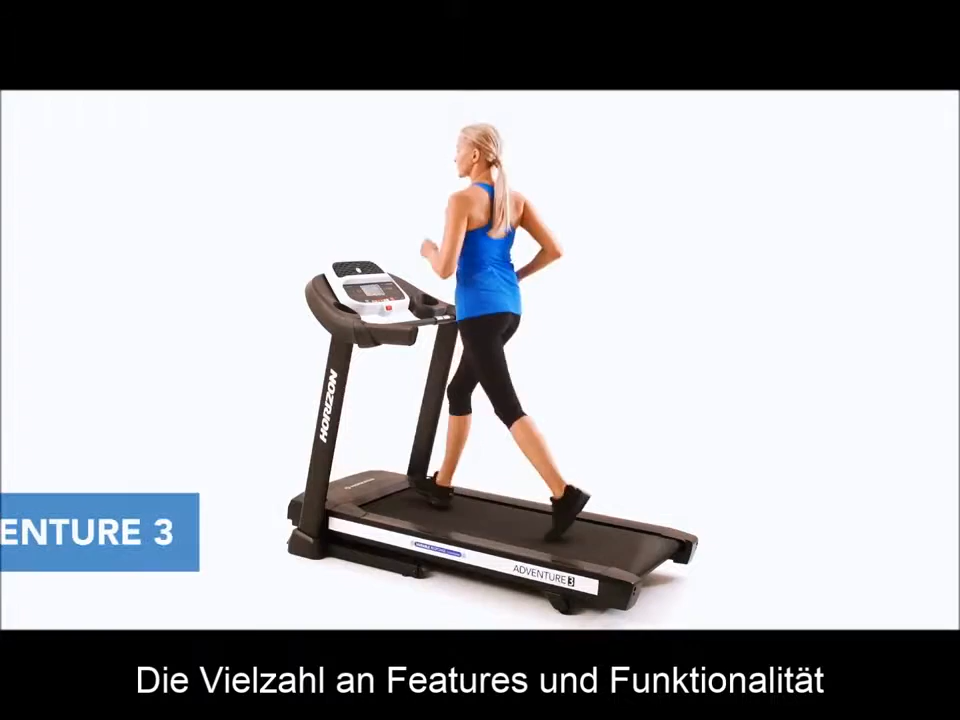 HORIZON
ENTURE 3
ADVENTURE 3
Die Vielzahl an Features und Funktionalität